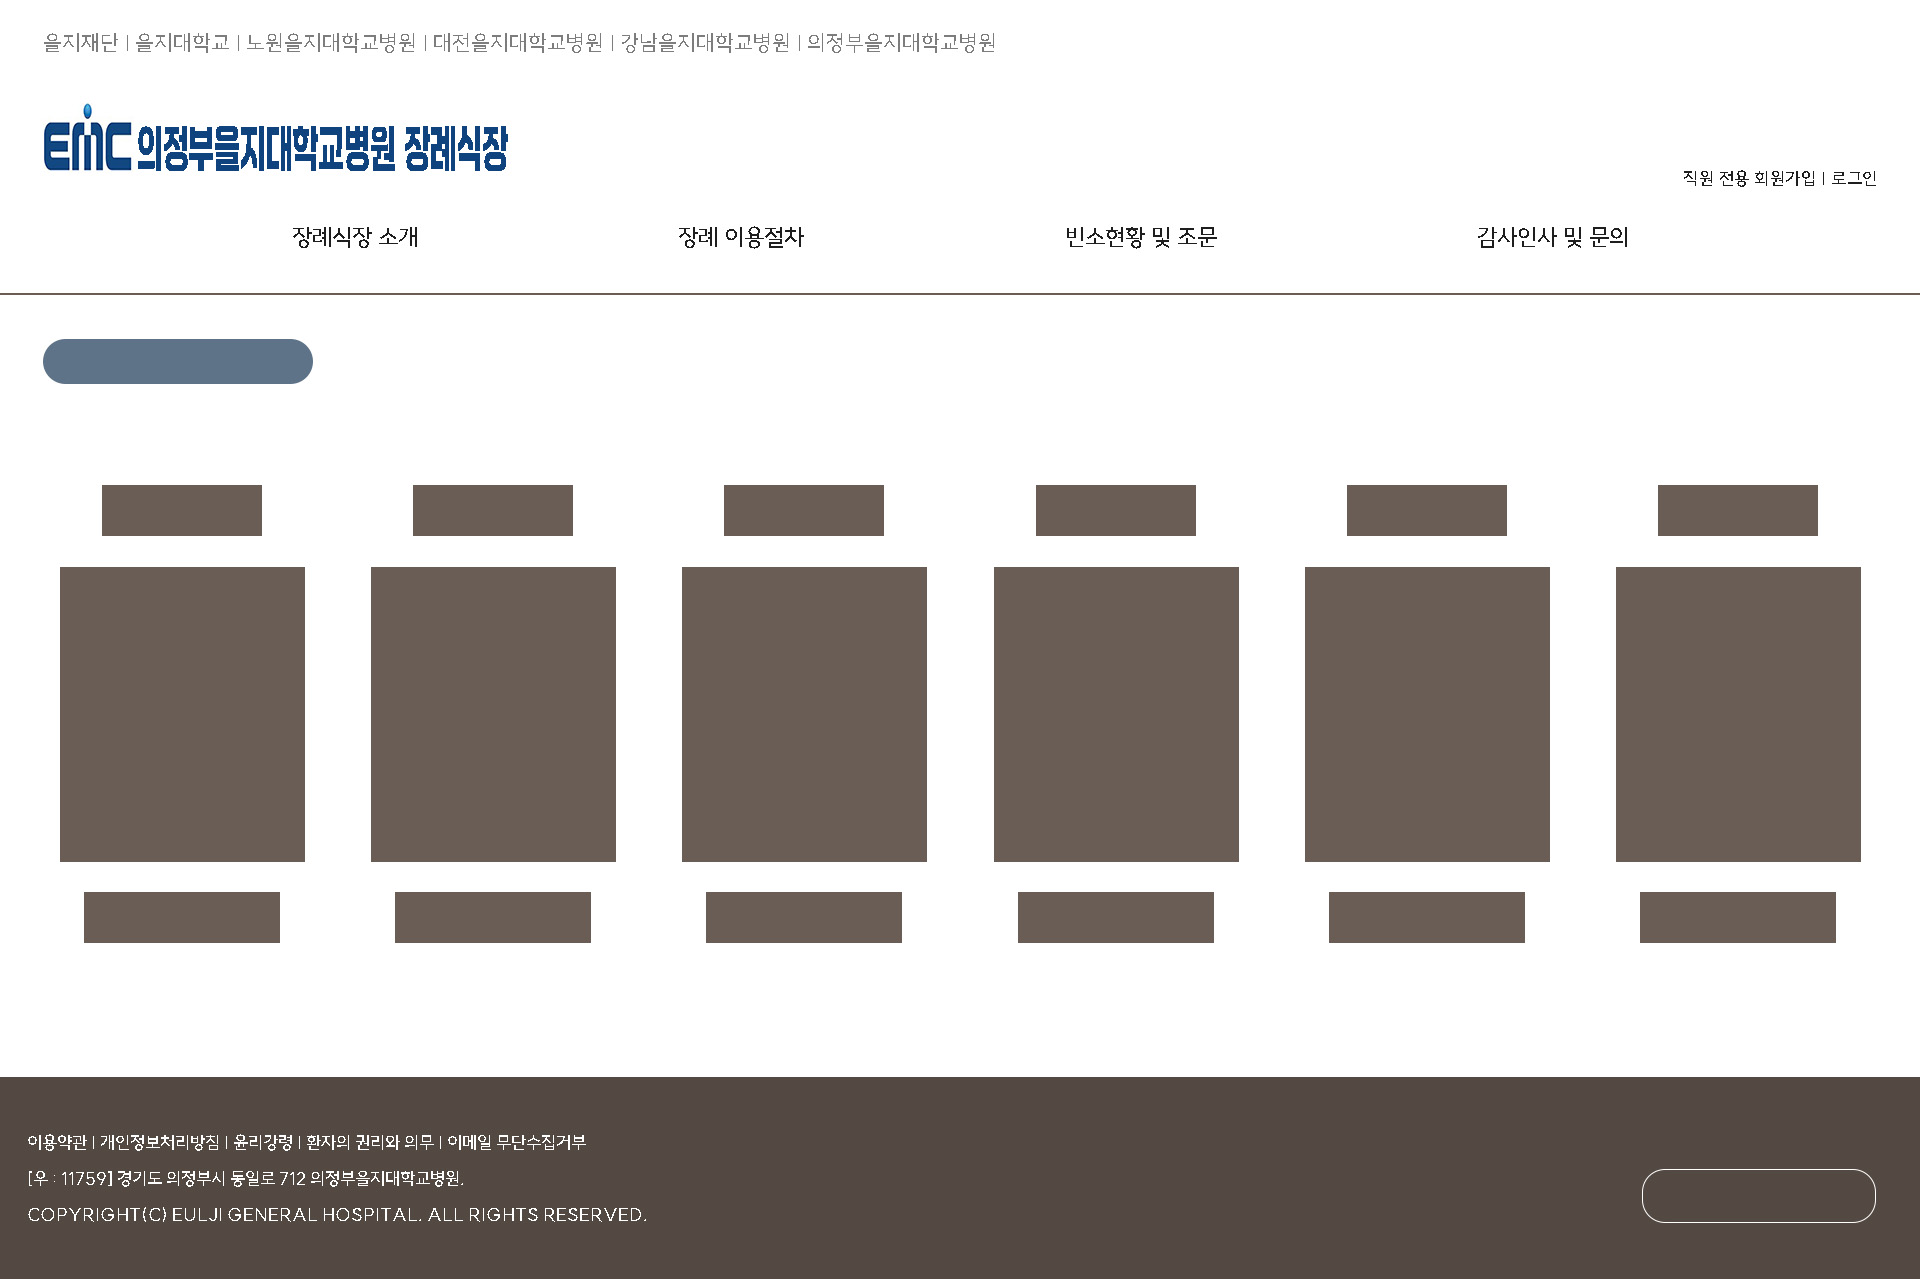 을지재단 | 을지대학교 | 노원을지대학교병원 | 대전을지대학교병원 | 강남을지대학교병원 | 의정부을지대학교병원
EMC 의정부을지대학교병원 장례식장
직원 전용 회원가입 | 로그인
장례식장 소개 장례 이용절차 빈소현황 및 조문 감사인사 및 문의
이용약관 | 개인정보처리방침 | 윤리강령 | 환자의 권리와 의무 | 이메일 무단수집거부
[우 : 11759] 경기도 의정부시 동일로 712 의정부을지대학교병원.
COPYRIGHT(C) EULJI GENERAL HOSPITAL. ALL RIGHTS RESERVED.